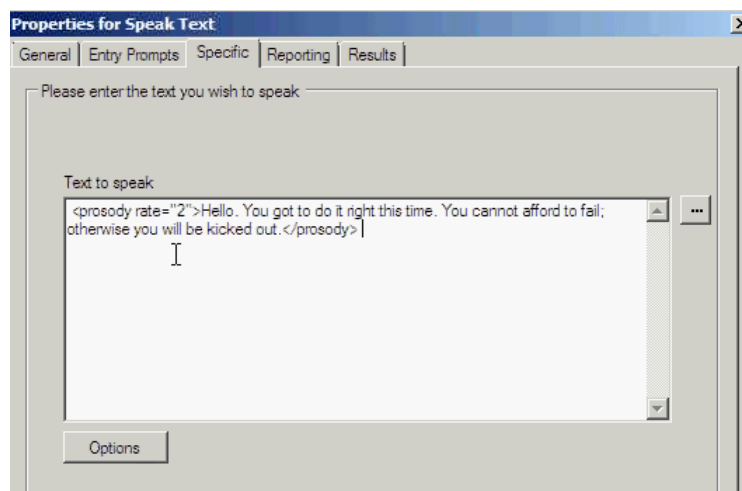 Properties for Speak Text
General Entry Prompts Specific Reporting Results
Please enter the text you wish to speak
Text to speak
<prosody rate="2">Hello. You got to do it right this time. You cannot afford to fail;
otherwise you will be kicked out.</prosody>
...
Options